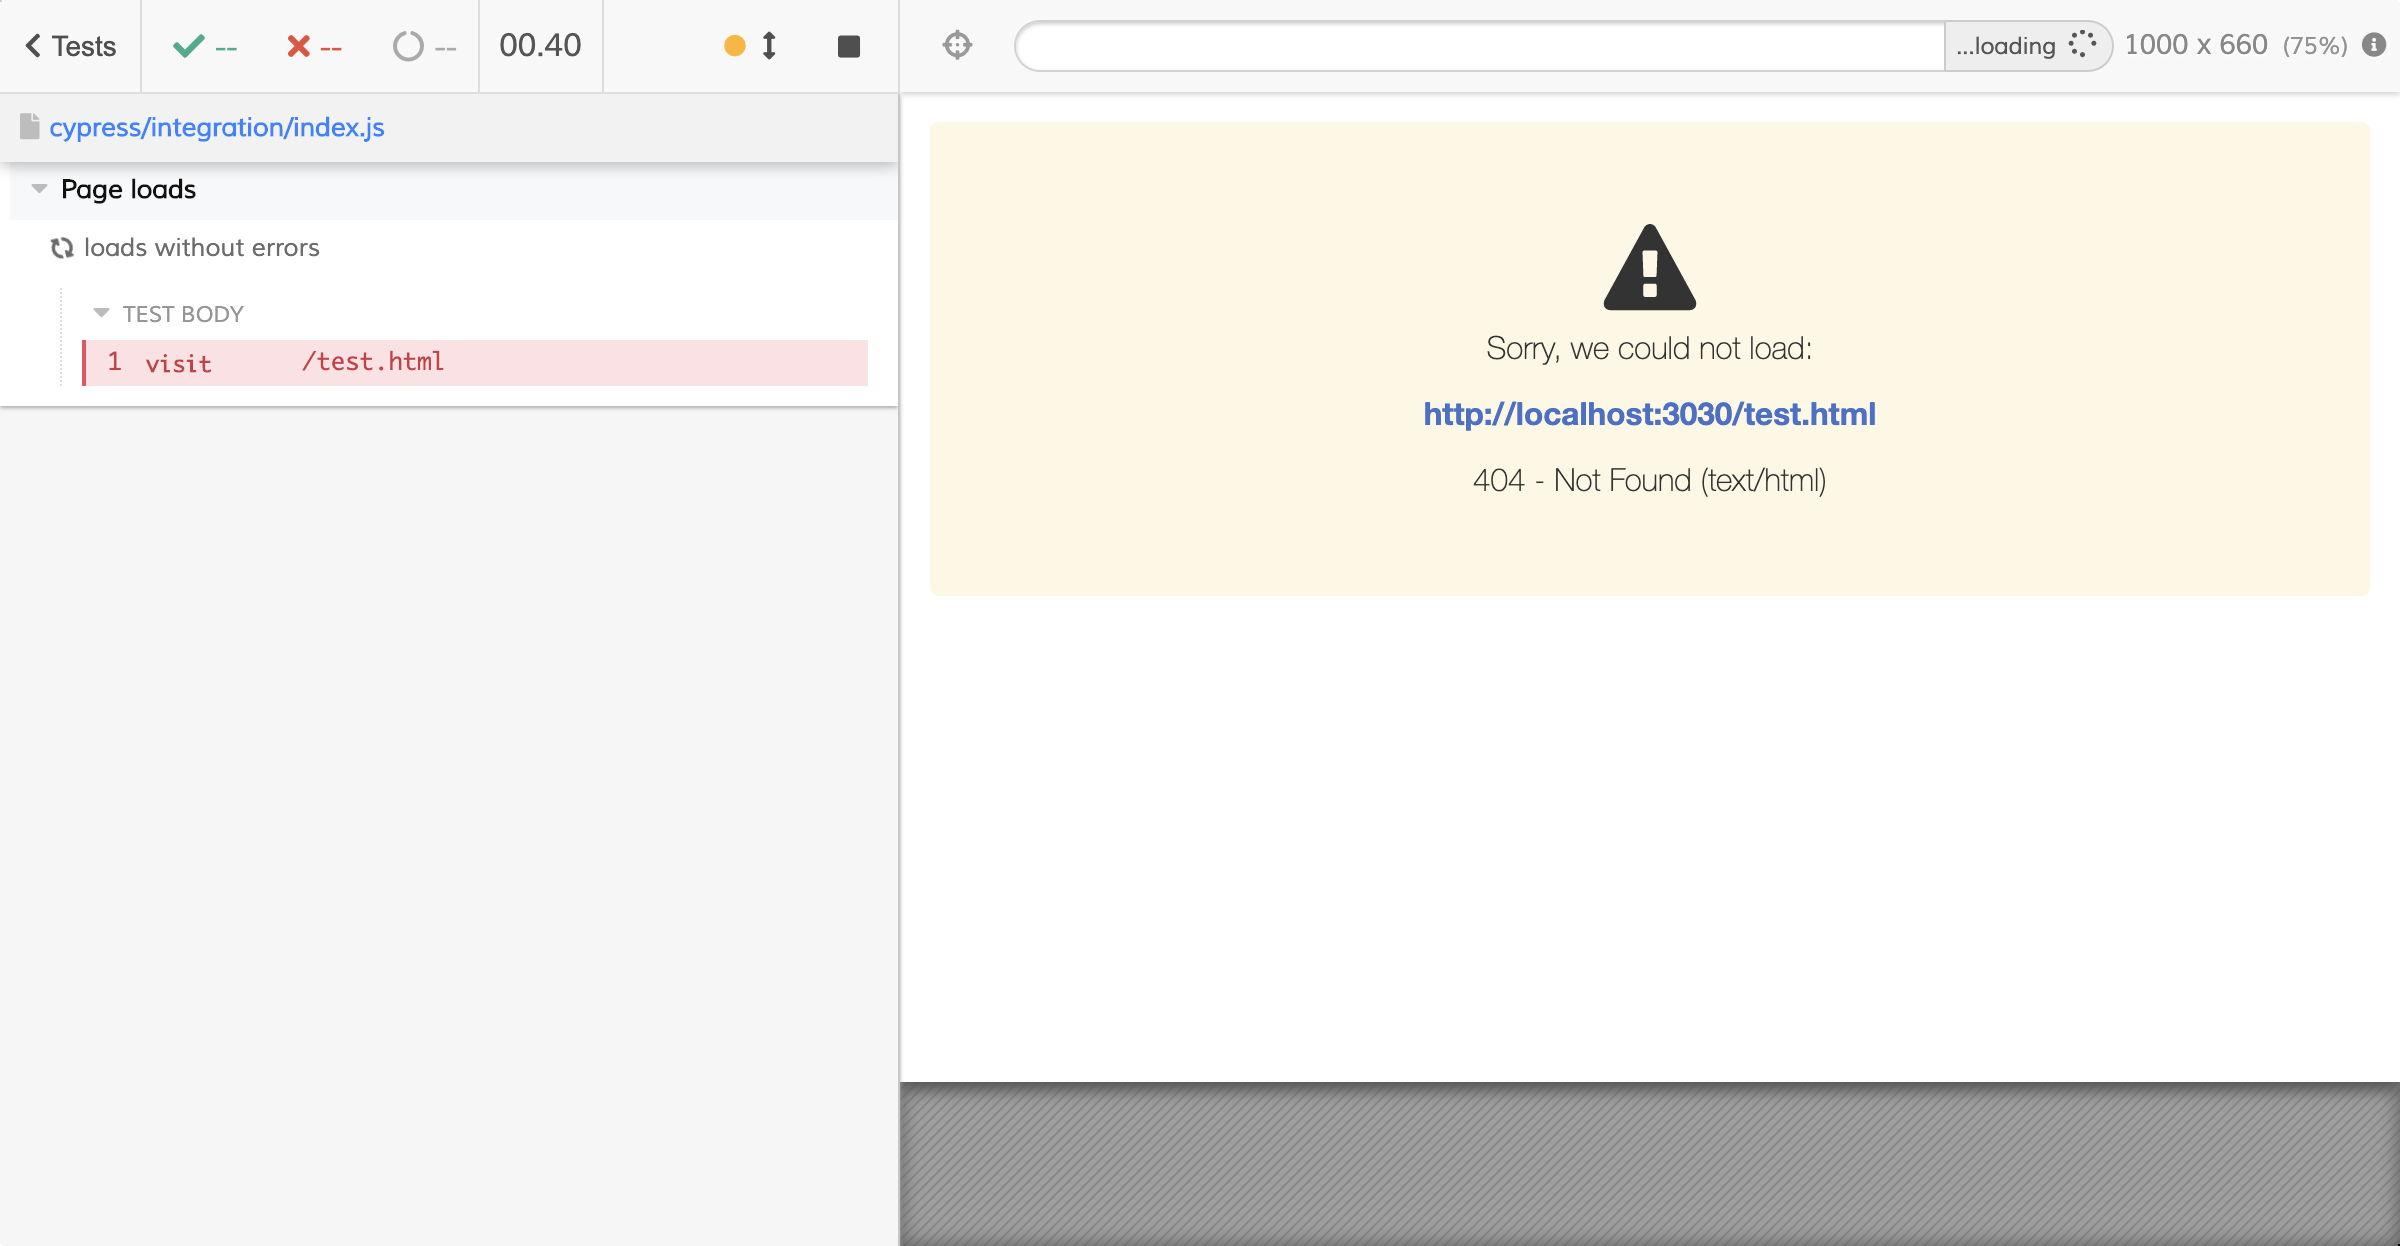 Tests -- -- -- 00.40
...loading 1000 x 660 (75%)
cypress/integration/index.js
Page loads
loads without errors
TEST BODY
1 visit /test.html
Sorry, we could not load:
http://localhost:3030/test.html
404 - Not Found (text/html)